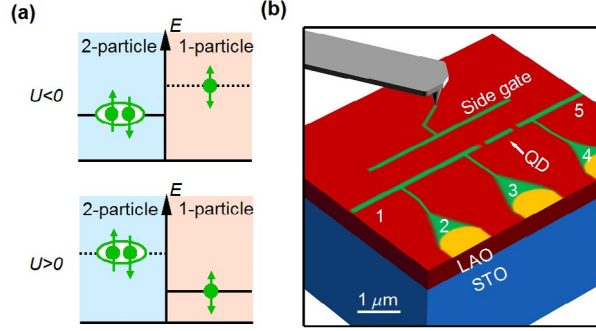 (a)
E
2-particle
1-particle
U<0
E
2-particle
1-particle
U>0
(b)
Side gate
5
QD
4
3
1
2
LAO
STO
1 μm